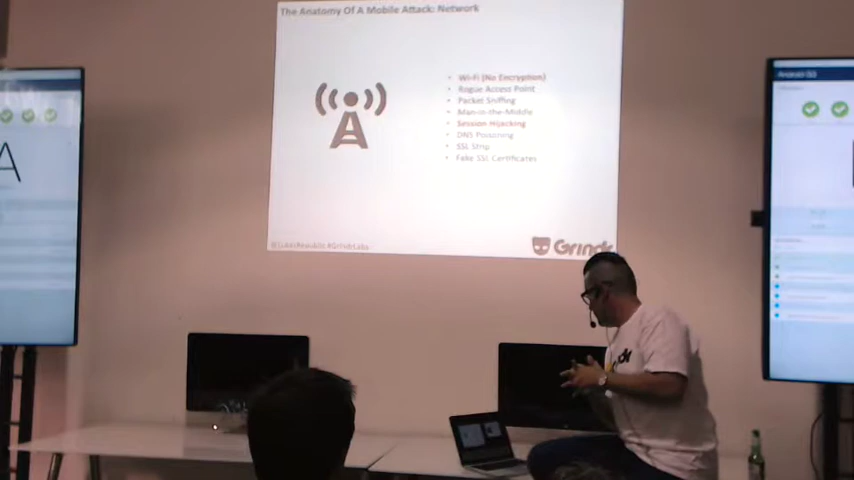 The Anatomy Of A Mobile Attack: Network
• Wi-Fi (No Encryption)
• Rogue Access Point
• Packet Sniffing
• Man-in-the-Middle
• Session Hijacking
• DNS Poisoning
• SSL Strip
• Fake SSL Certificates
#GrindrLabs
Grindr
A